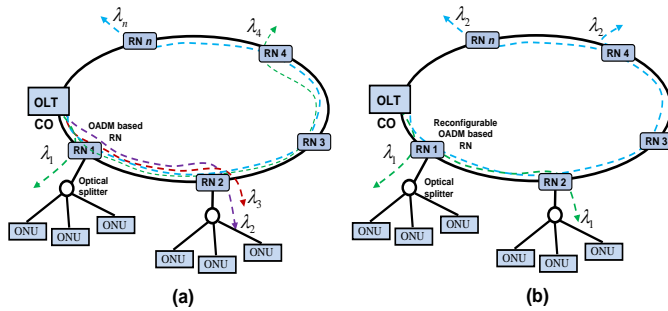 λn
λ4
RN n
RN 4
OLT
CO
OADM based
RN
RN 1
RN 3
λ1
Optical
splitter
RN 2
λ3
λ2
ONU
ONU
ONU
ONU
ONU
ONU
(a)
λ2
λ2
RN n
RN 4
OLT
CO
Reconfigurable
OADM based
RN
RN 1
RN 3
λ1
Optical
splitter
RN 2
λ1
ONU
ONU
ONU
ONU
ONU
ONU
(b)